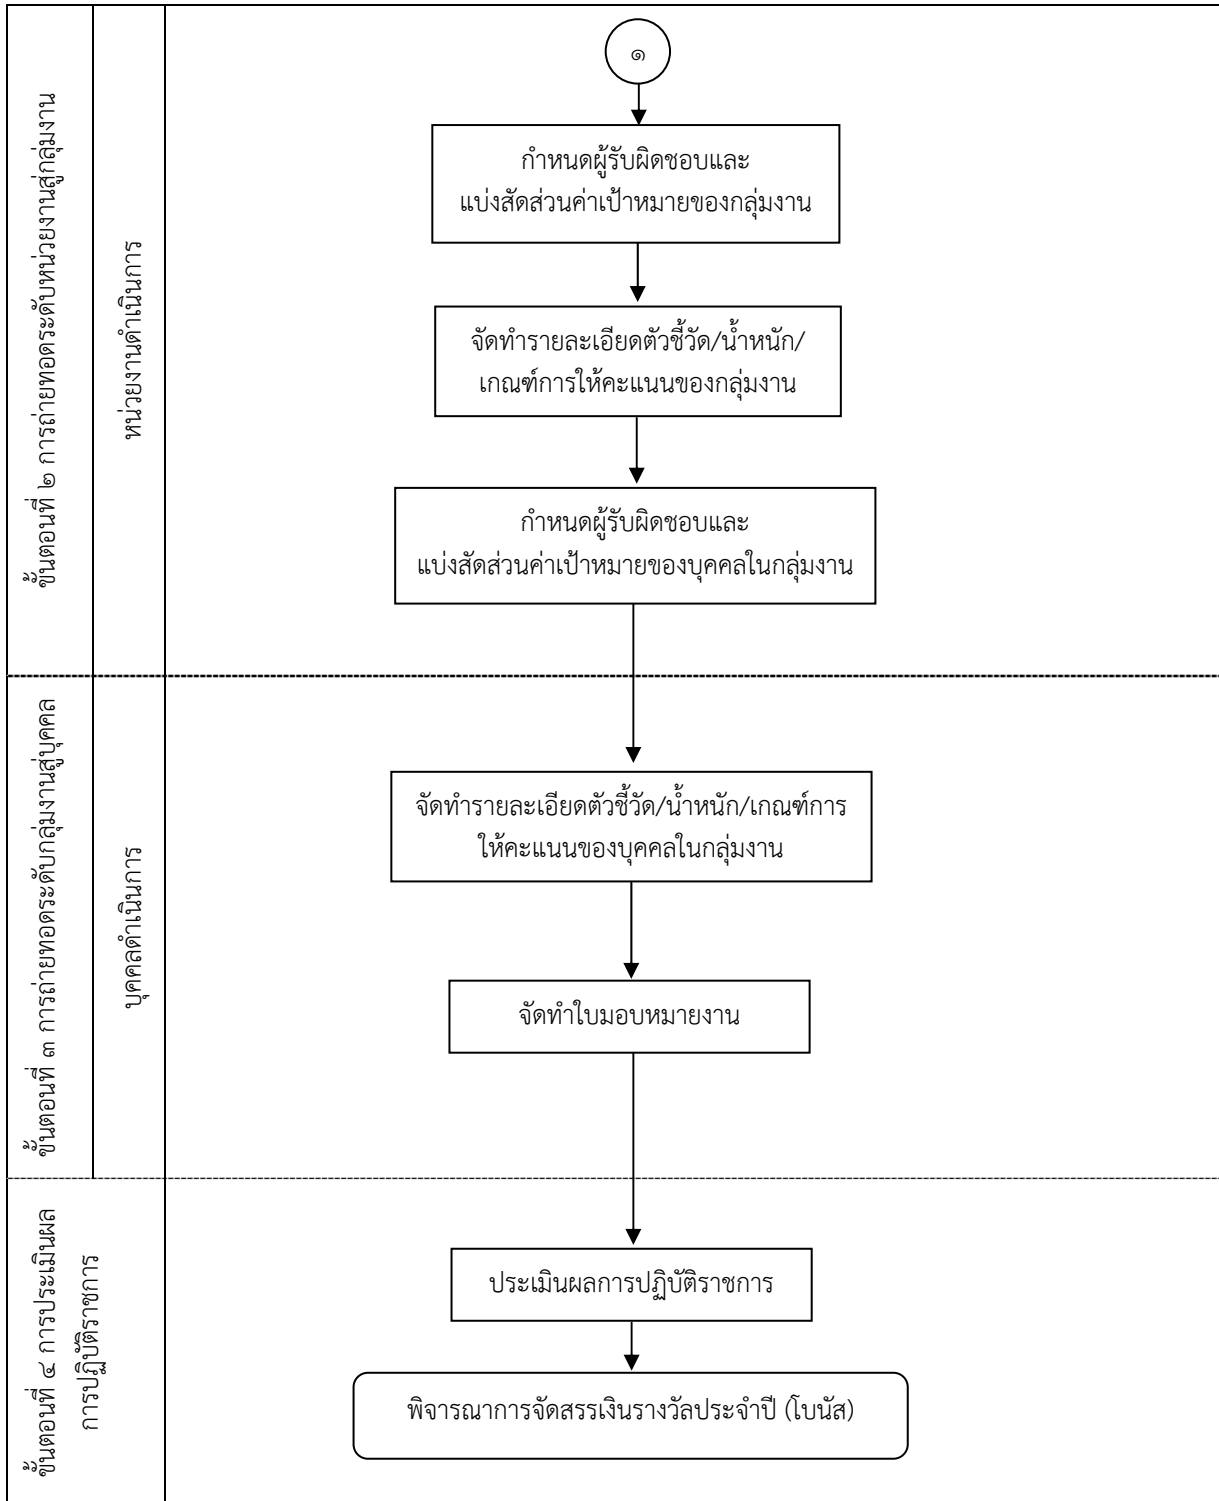 ๑
ขั้นตอนที่ ๒ การถ่ายทอดระดับหน่วยงานสู่กลุ่มงาน
หน่วยงานดำเนินการ
กำหนดผู้รับผิดชอบและ
แบ่งสัดส่วนค่าเป้าหมายของกลุ่มงาน
จัดทำรายละเอียดตัวชี้วัด/น้ำหนัก/
เกณฑ์การให้คะแนนของกลุ่มงาน
กำหนดผู้รับผิดชอบและ
แบ่งสัดส่วนค่าเป้าหมายของบุคคลในกลุ่มงาน
ขั้นตอนที่ ๓ การถ่ายทอดระดับกลุ่มงานสู่บุคคล
บุคคลดำเนินการ
จัดทำรายละเอียดตัวชี้วัด/น้ำหนัก/เกณฑ์การ
ให้คะแนนของบุคคลในกลุ่มงาน
จัดทำใบมอบหมายงาน
ขั้นตอนที่ ๔ การประเมินผล
การปฏิบัติราชการ
ประเมินผลการปฏิบัติราชการ
พิจารณาการจัดสรรเงินรางวัลประจำปี (โบนัส)